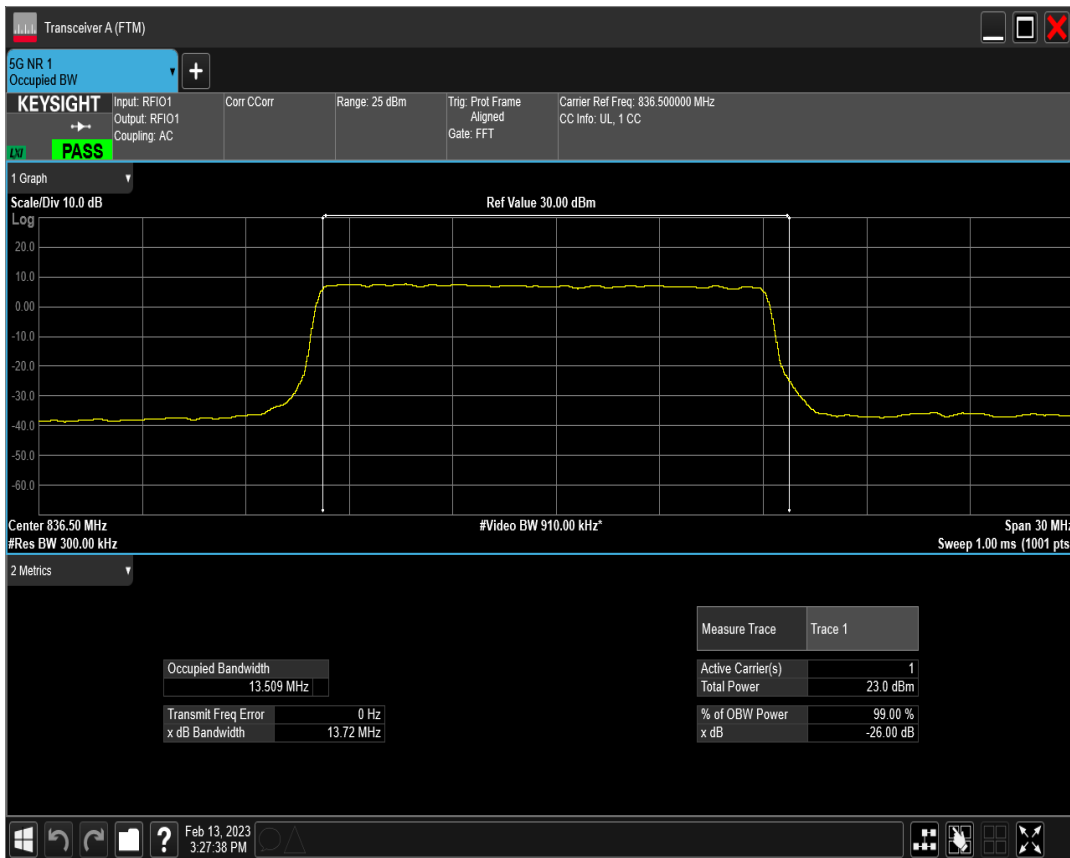 Transceiver A (FTM)
5G NR 1
Occupied BW
+
KEYSIGHT
Input: RFIO1
Output: RFIO1
Coupling: AC
Corr CCorr
Range: 25 dBm
Trig: Prot Frame
Aligned
Gate: FFT
Carrier Ref Freq: 836.500000 MHz
CC Info: UL, 1 CC
LXI
PASS
1 Graph
Scale/Div 10.0 dB
Ref Value 30.00 dBm
Log
20.0
10.0
0.00
-10.0
-20.0
-30.0
-40.0
-50.0
-60.0
Center 836.50 MHz
#Video BW 910.00 kHz*
Span 30 MHz
#Res BW 300.00 kHz
Sweep 1.00 ms (1001 pts
2 Metrics
Measure Trace Trace 1
Occupied Bandwidth
13.509 MHz
Active Carrier(s) 1
Total Power 23.0 dBm
Transmit Freq Error 0 Hz
x dB Bandwidth 13.72 MHz
% of OBW Power 99.00 %
x dB -26.00 dB
?
Feb 13, 2023
3:27:38 PM